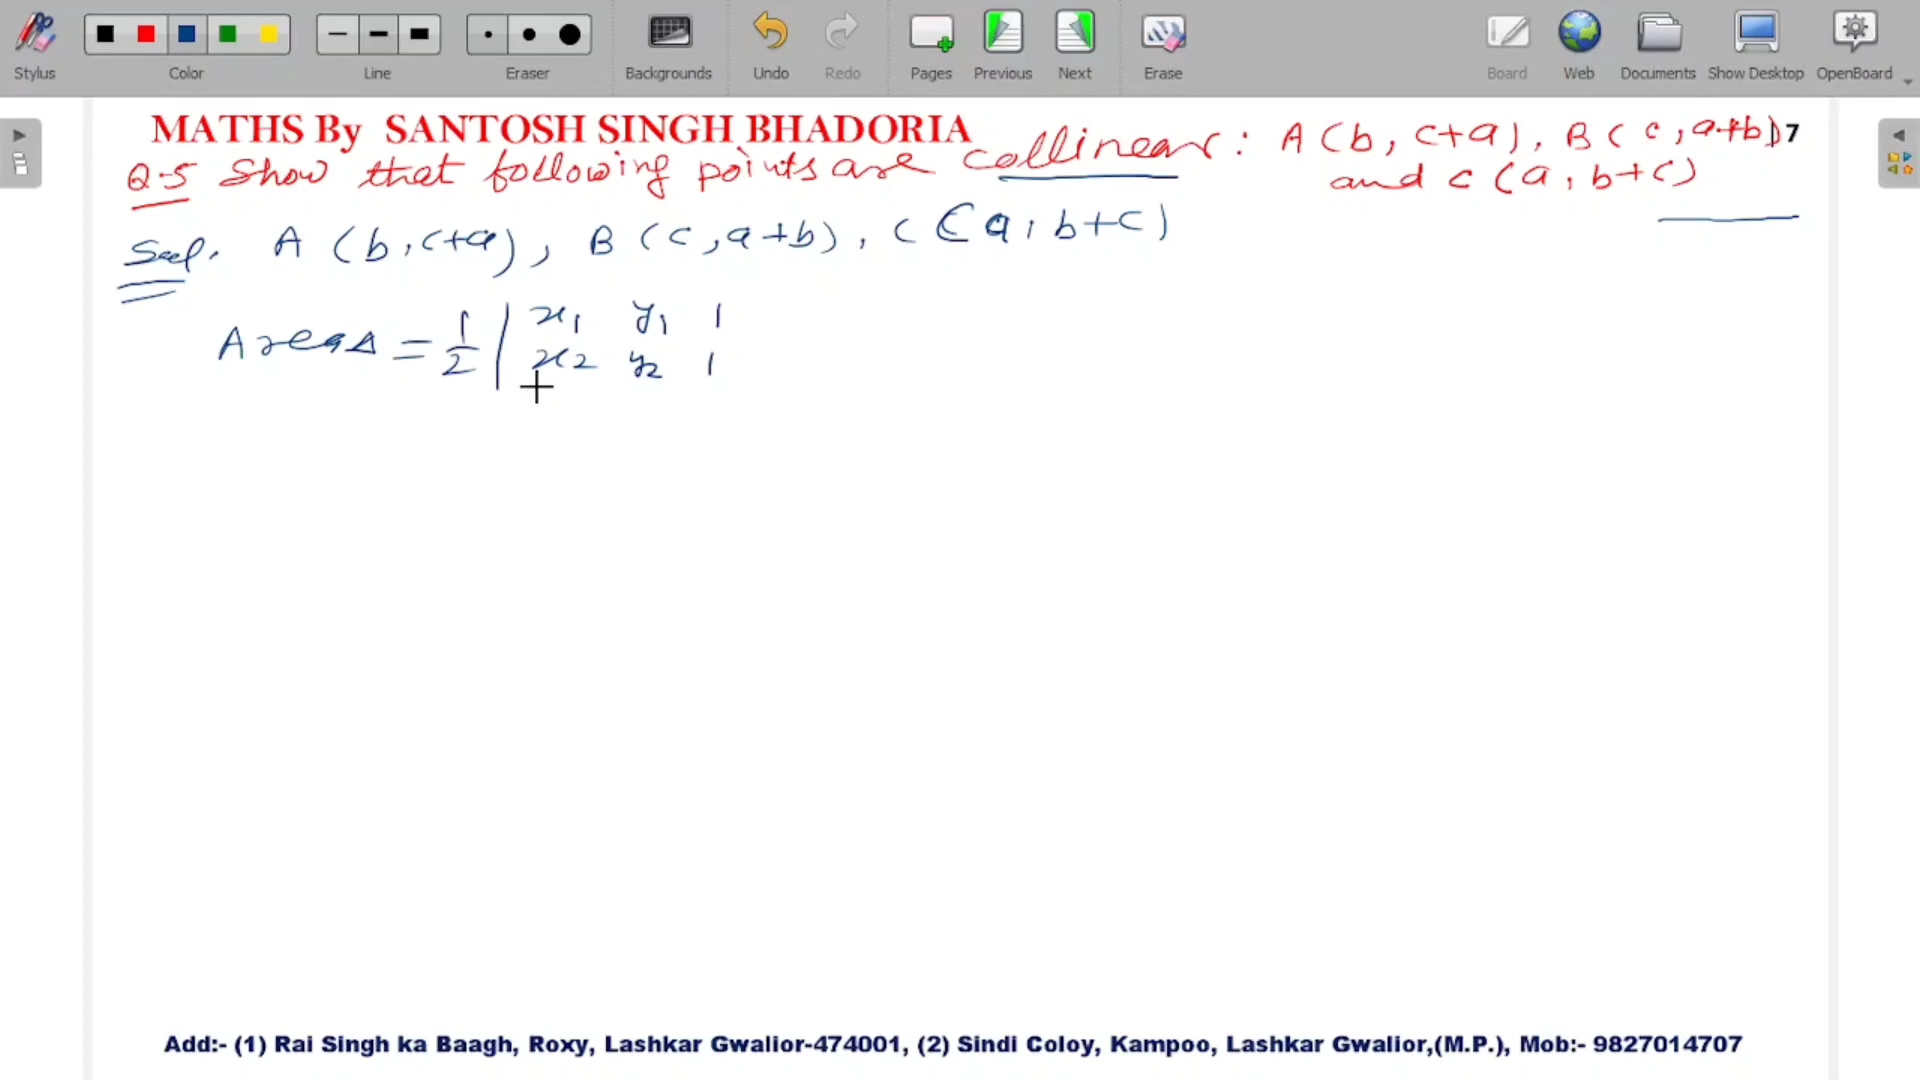 Stylus Color Line Eraser Backgrounds Undo Redo Pages Previous Next Erase Board Web Documents Show Desktop OpenBoard
MATHS By SANTOSH SINGH BHADORIA
17
Q-5 Show that following points are collinear : A (b, c+a), B (c, a+b)
and C (a, b+c)
Sol. A (b, c+a), B (c, a+b), C (a, b+c)
Area Δ = 1/2 | x1 y1 1
x2 y2 1
Add:- (1) Rai Singh ka Baagh, Roxy, Lashkar Gwalior-474001, (2) Sindi Coloy, Kampoo, Lashkar Gwalior,(M.P.), Mob:- 9827014707